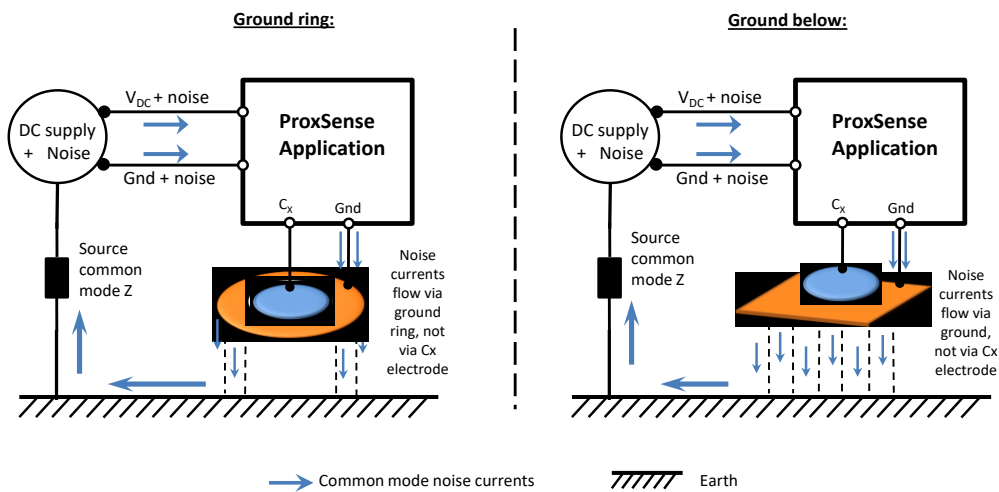 Ground ring:
V_DC + noise
DC supply
+ Noise
Gnd + noise
ProxSense
Application
C_X
Gnd
Source
common
mode Z
Noise
currents
flow via
ground
ring, not
via Cx
electrode
Ground below:
V_DC + noise
DC supply
+ Noise
Gnd + noise
ProxSense
Application
C_X
Gnd
Source
common
mode Z
Noise
currents
flow via
ground,
not via Cx
electrode
Common mode noise currents
Earth